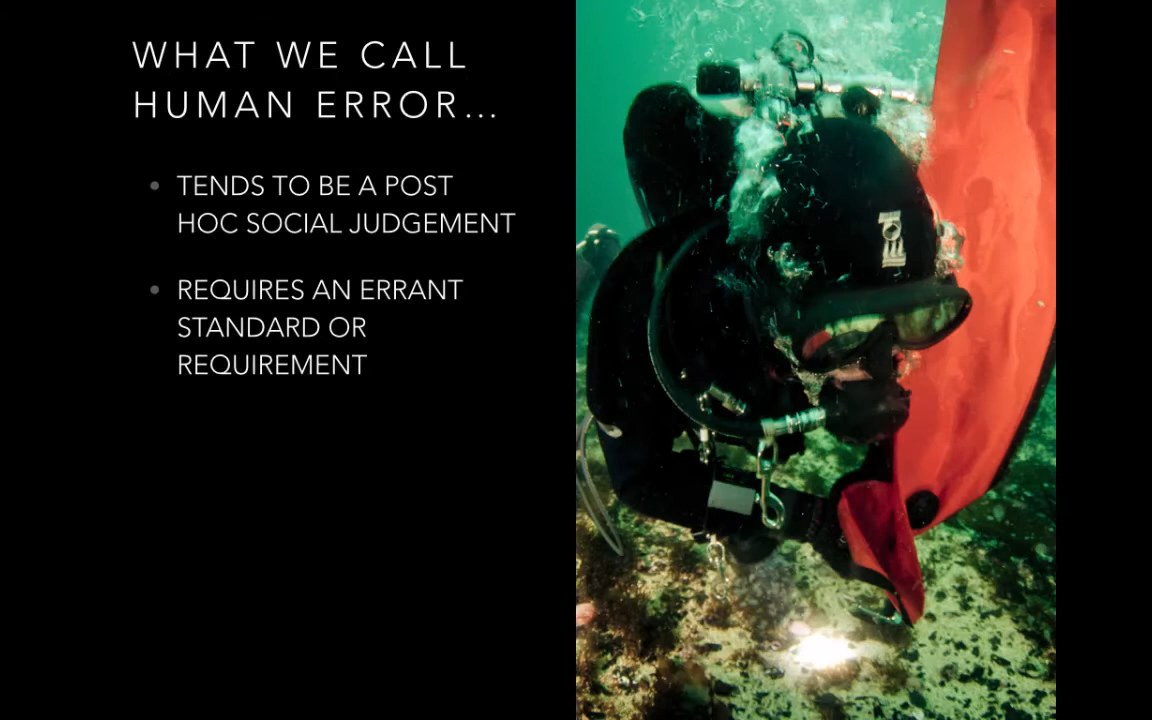 WHAT WE CALL
HUMAN ERROR...
• TENDS TO BE A POST
HOC SOCIAL JUDGEMENT
• REQUIRES AN ERRANT
STANDARD OR
REQUIREMENT